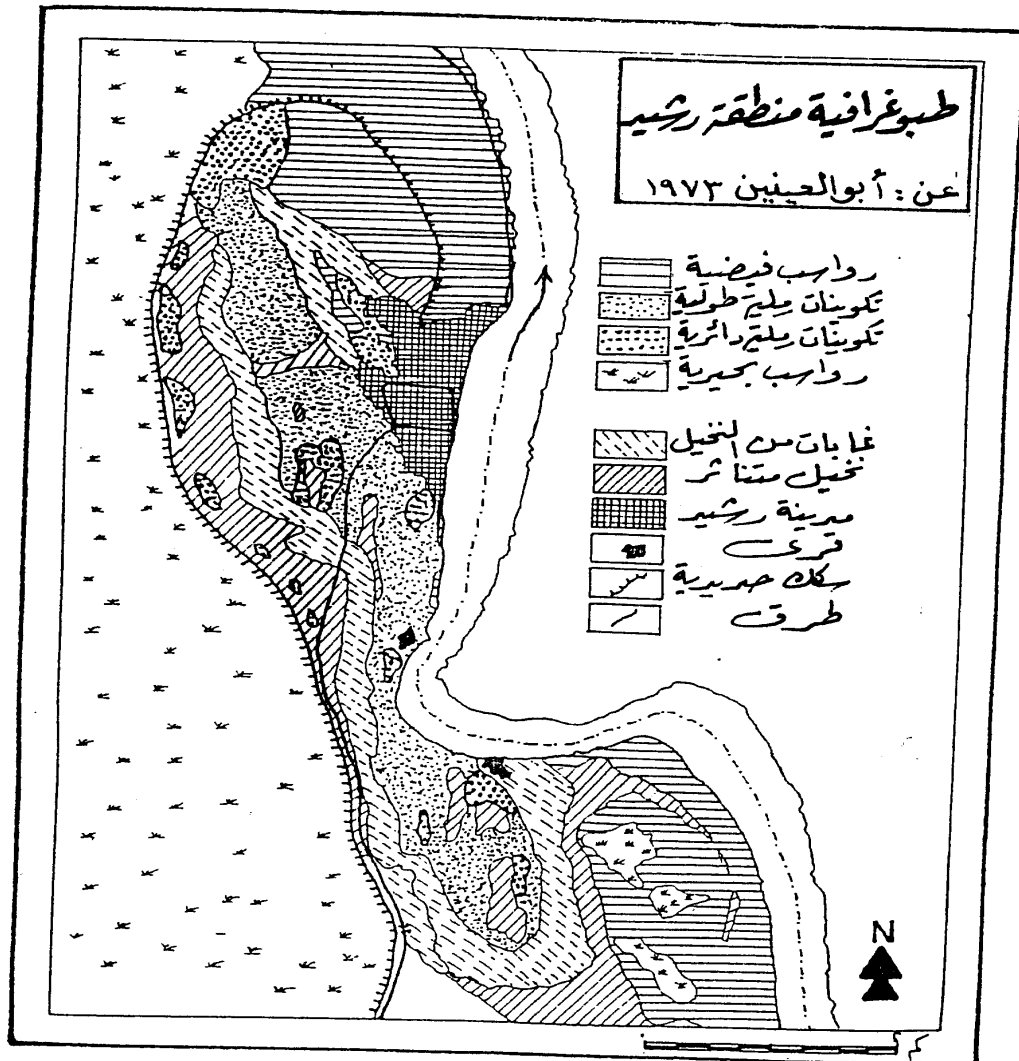 طبوغرافية منطقة رشيد
عن : أبو العينين ١٩٧٣
رواسب فيضية
تكوينات رملية طولية
تكوينات رملية دائرية
رواسب بحيرية
غابات من النخيل
نخيل متناثر
مدينة رشيد
قرى
سكك حديدية
طرق
N